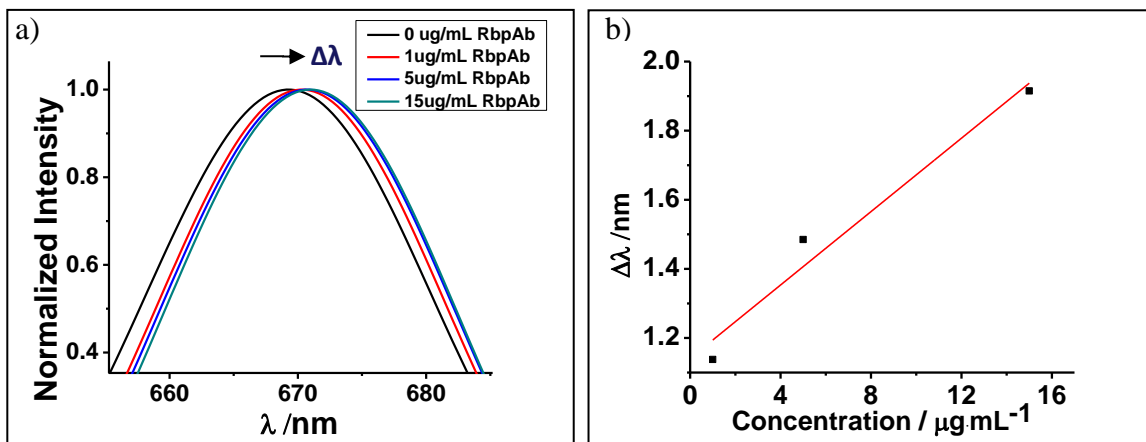 a)
0 ug/mL RbpAb
1ug/mL RbpAb
5ug/mL RbpAb
15ug/mL RbpAb
Δλ
1.0
0.8
0.6
0.4
Normalized Intensity
660
670
680
λ /nm
b)
2.0
1.8
1.6
1.4
1.2
Δλ /nm
0
4
8
12
16
Concentration / μg.mL-1